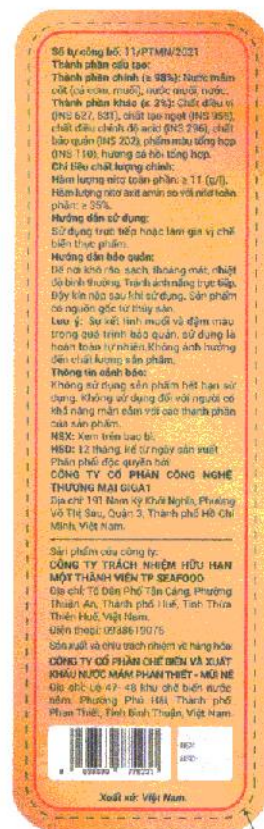 Số tự công bố: 11/PTMN/2021
Thành phần cấu tạo:
Thành phần chính (≥ 98%): Nước mắm
cốt (cá cơm, muối), nước muối, nước.
Thành phần khác (≤ 2%): Chất điều vị
(INS 627, 631), chất tạo ngọt (INS 955),
chất điều chỉnh độ acid (INS 296), chất
bảo quản (INS 202), phẩm màu tổng hợp
(INS 110), hương cá hồi tổng hợp.
Chỉ tiêu chất lượng chính:
Hàm lượng nitơ toàn phần: ≥ 11 (g/l).
Hàm lượng nitơ axit amin so với nitơ toàn
phần: ≥ 35%.
Hướng dẫn sử dụng:
Sử dụng trực tiếp hoặc làm gia vị chế
biến thực phẩm.
Hướng dẫn bảo quản:
Để nơi khô ráo, sạch, thoáng mát, nhiệt
độ bình thường. Tránh ánh nắng trực tiếp.
Đậy kín nắp sau khi sử dụng. Sản phẩm
có nguồn gốc từ thủy sản.
Lưu ý: Sự kết tinh muối và đậm màu
trong quá trình bảo quản, sử dụng là
hoàn toàn tự nhiên. Không ảnh hưởng
đến chất lượng sản phẩm.
Thông tin cảnh báo:
Không sử dụng sản phẩm hết hạn sử
dụng. Không sử dụng đối với người có
khả năng mẫn cảm với các thành phần
của sản phẩm.
NSX: Xem trên bao bì.
HSD: 12 tháng, kể từ ngày sản xuất
Phân phối độc quyền bởi:
CÔNG TY CỔ PHẦN CÔNG NGHỆ
THƯƠNG MẠI GIGA1
Địa chỉ: 191 Nam Kỳ Khởi Nghĩa, Phường
Võ Thị Sáu, Quận 3, Thành phố Hồ Chí
Minh, Việt Nam.
Sản phẩm của công ty:
CÔNG TY TRÁCH NHIỆM HỮU HẠN
MỘT THÀNH VIÊN TP SEAFOOD
Địa chỉ: Tổ Dân Phố Tân Cảng, Phường
Thuận An, Thành phố Huế, Tỉnh Thừa
Thiên Huế, Việt Nam.
Điện thoại: 0938619075
Sản xuất và chịu trách nhiệm về hàng hóa:
CÔNG TY CỔ PHẦN CHẾ BIẾN VÀ XUẤT
KHẨU NƯỚC MẮM PHAN THIẾT - MŨI NÉ
Địa chỉ: Lô 47- 48 khu chế biến nước
mắm, Phường Phú Hài, Thành phố
Phan Thiết, Tỉnh Bình Thuận, Việt Nam.
NSX:
HSD:
Xuất xứ: Việt Nam.